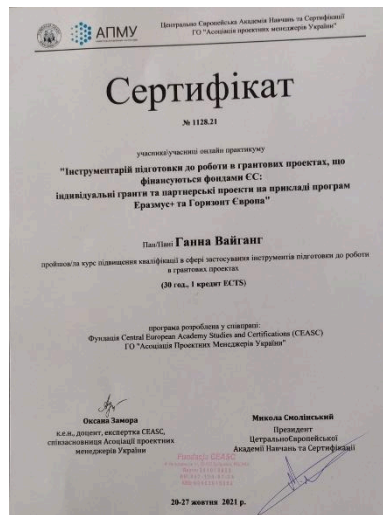 АПМУ
Центрально Європейська Академія Навчань та Сертифікації
ГО "Асоціація проектних менеджерів України"
Сертифікат
№ 1128.21
учасника/учасниці онлайн практикуму
"Інструментарій підготовки до роботи в грантових проектах, що
фінансуються фондами ЄС:
індивідуальні гранти та партнерські проекти на прикладі програм
Еразмус+ та Горизонт Європа"
Пан/Пані Ганна Вайганг
пройшов/ла курс підвищення кваліфікації в сфері застосування інструментів підготовки до роботи
в грантових проектах
(30 год., 1 кредит ECTS)
програма розроблена у співпраці:
Фундація Central European Academy Studies and Certifications (CEASC)
ГО "Асоціація Проектних Менеджерів України"
Оксана Замора
к.е.н., доцент, експертка CEASC,
співзасновниця Асоціації проектних
менеджерів України
Микола Смолінський
Президент
ЦетральноЄвропейської
Академії Навчань та Сертифікації
Fundacja CEASC
20-27 жовтня 2021 р.